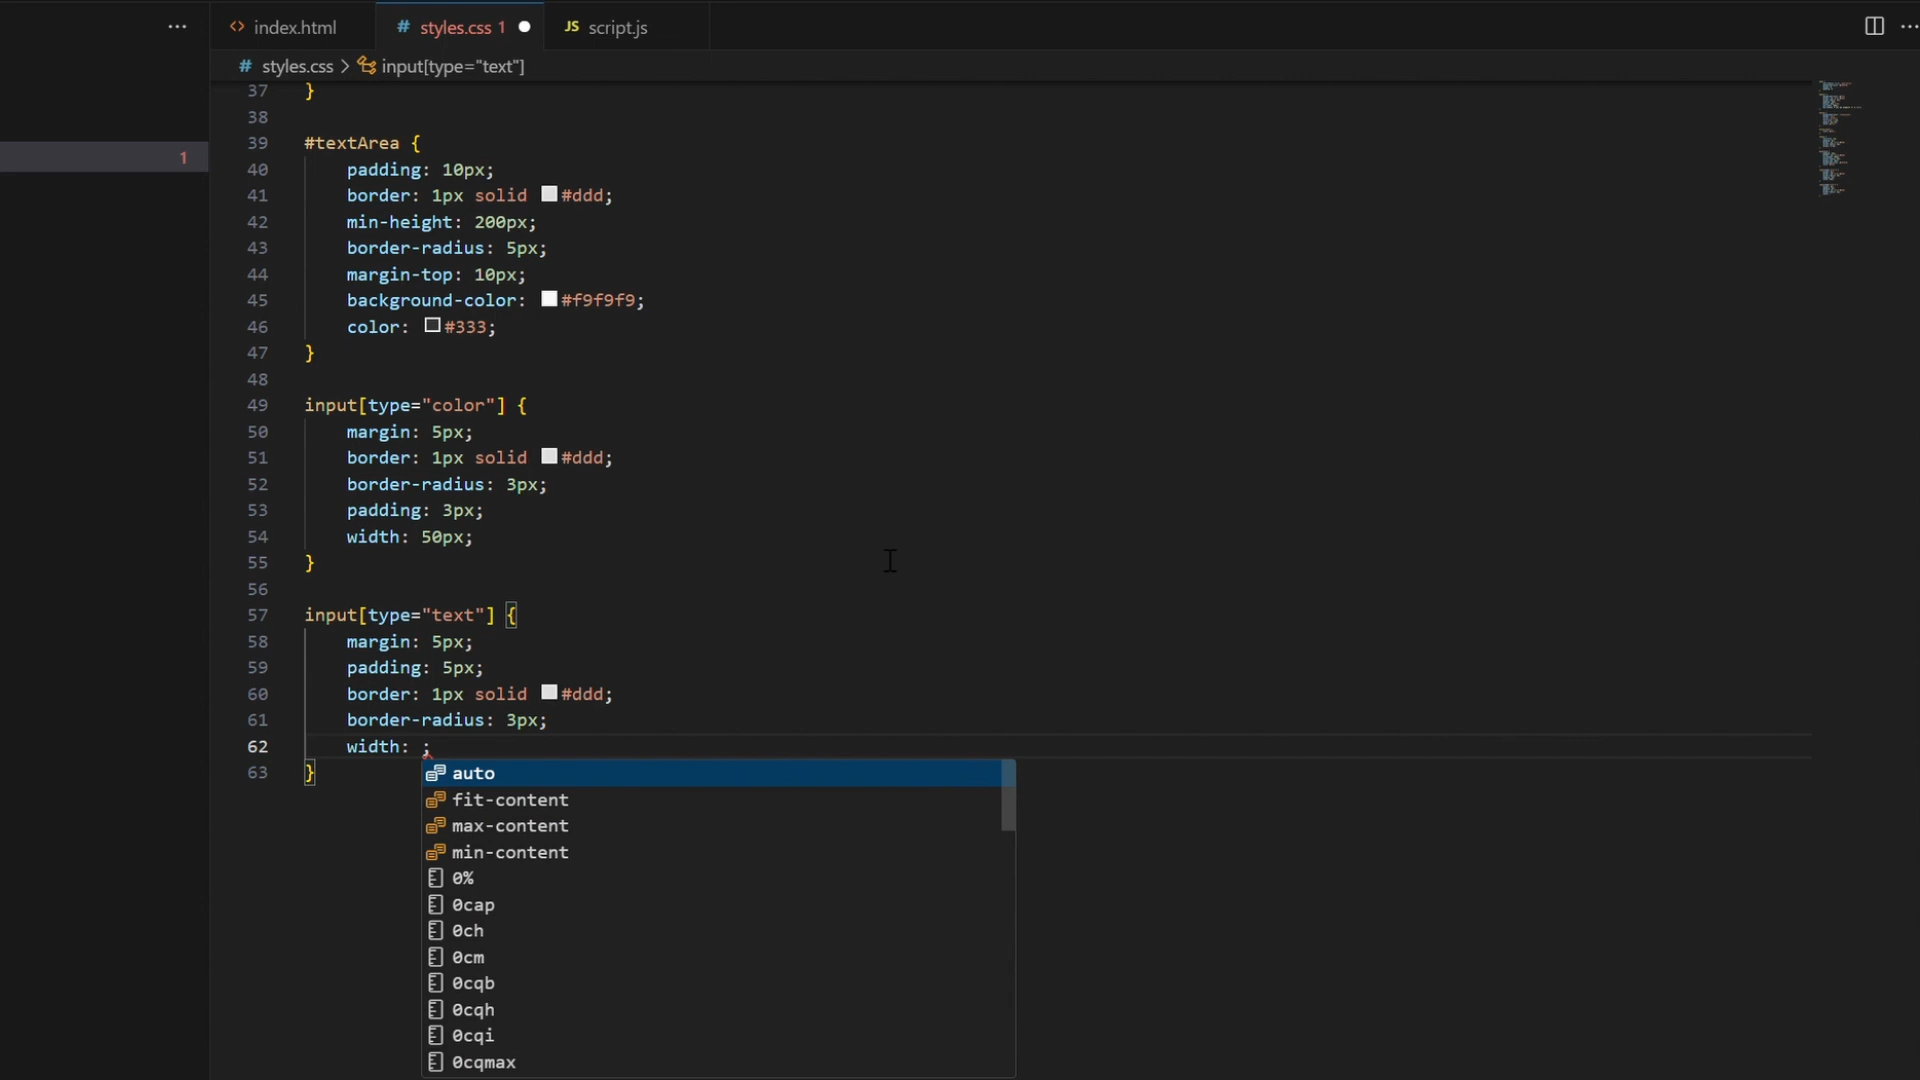 index.html
styles.css 1
JS script.js
styles.css > input[type="text"]
1
37 }
38
39 #textArea {
40 padding: 10px;
41 border: 1px solid #ddd;
42 min-height: 200px;
43 border-radius: 5px;
44 margin-top: 10px;
45 background-color: #f9f9f9;
46 color: #333;
47 }
48
49 input[type="color"] {
50 margin: 5px;
51 border: 1px solid #ddd;
52 border-radius: 3px;
53 padding: 3px;
54 width: 50px;
55 }
56
57 input[type="text"] {
58 margin: 5px;
59 padding: 5px;
60 border: 1px solid #ddd;
61 border-radius: 3px;
62 width: ;
63 }
auto
fit-content
max-content
min-content
0%
0cap
0ch
0cm
0cqb
0cqh
0cqi
0cqmax